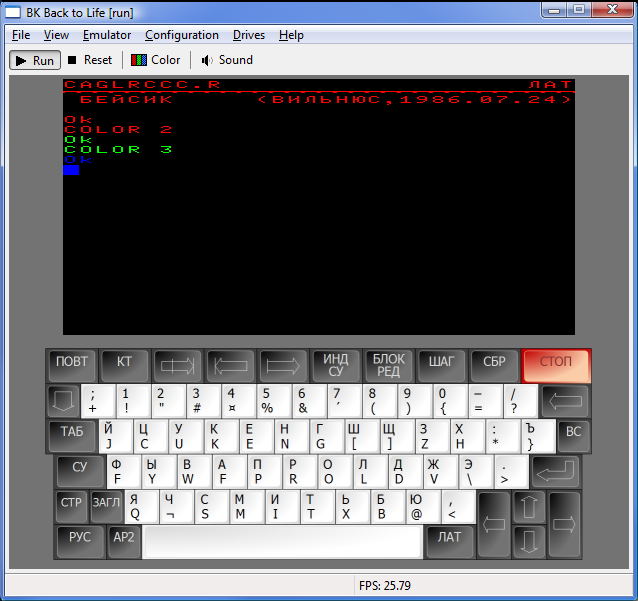 BK Back to Life [run]
File View Emulator Configuration Drives Help
Run Reset Color Sound
CAGLRCCC.R ЛАТ
БЕЙСИК <ВИЛЬНЮС,1986.07.24>
Ok
COLOR 2
Ok
COLOR 3
Ok
ПОВТ КТ ИНД СУ БЛОК РЕД ШАГ СБР СТОП
; + 1 ! 2 " 3 # 4 ¤ 5 % 6 & 7 ´ 8 ( 9 ) 0 { – = / ?
ТАБ Й J Ц C У U К K Е E Н N Г G Ш [ Щ ] З Z Х H : * Ъ } ВС
СУ Ф F Ы Y В W А A П P Р R О O Л L Д D Ж V Э \ . >
СТР ЗАГЛ Я Q Ч ¬ С S М M И I Т T Ь X Б B Ю @ , <
РУС АР2 ЛАТ
FPS: 25.79